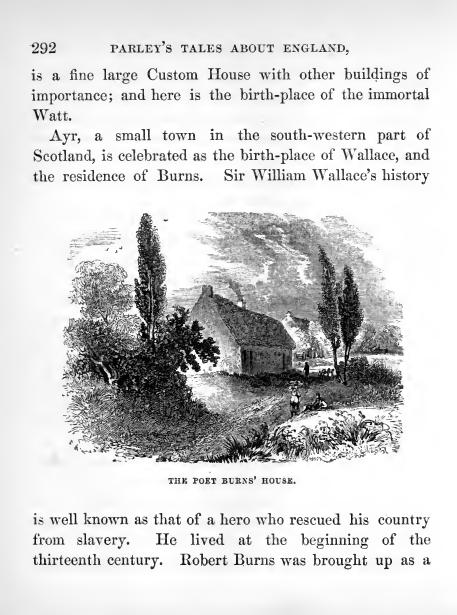 292 PARLEY'S TALES ABOUT ENGLAND,
is a fine large Custom House with other buildings of
importance; and here is the birth-place of the immortal
Watt.
Ayr, a small town in the south-western part of
Scotland, is celebrated as the birth-place of Wallace, and
the residence of Burns. Sir William Wallace's history
THE POET BURNS' HOUSE.
is well known as that of a hero who rescued his country
from slavery. He lived at the beginning of the
thirteenth century. Robert Burns was brought up as a